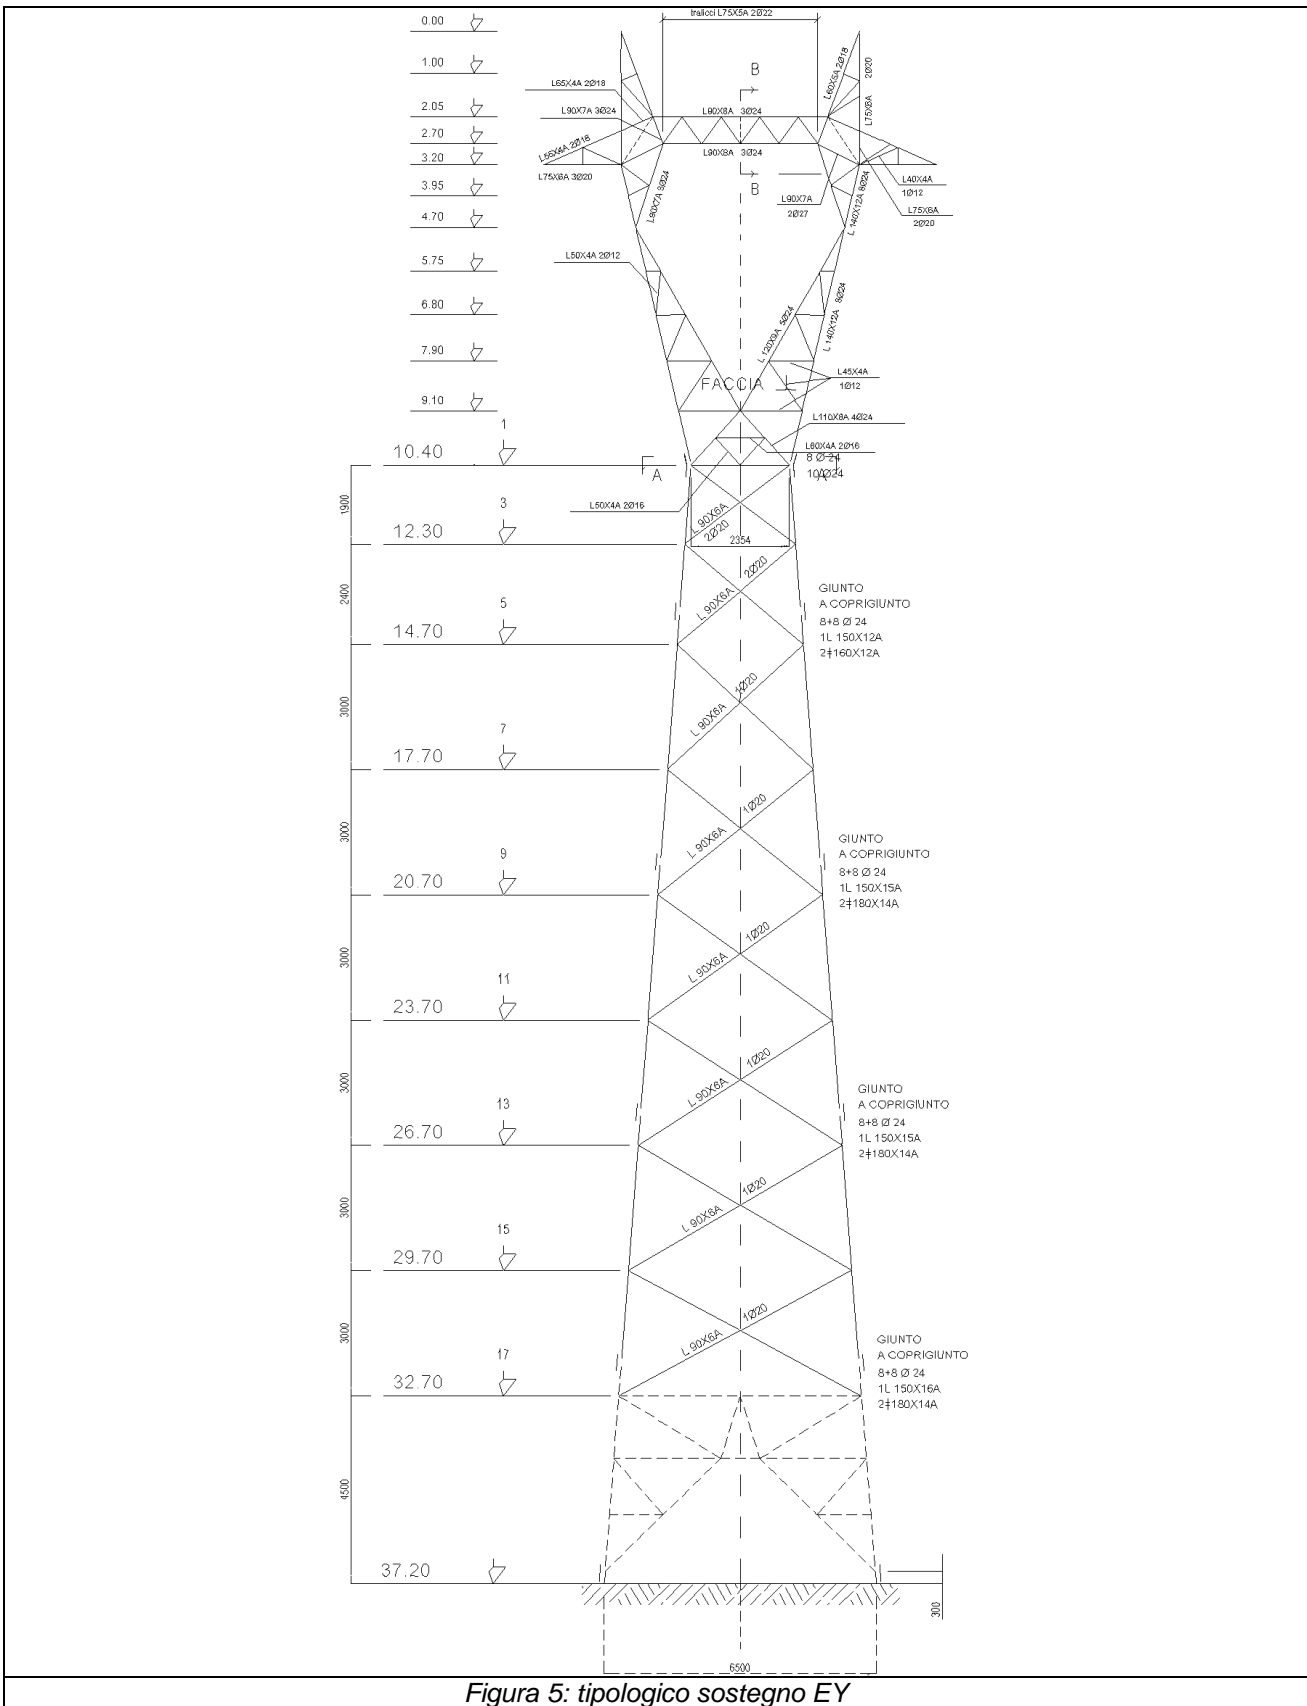 tralicci L75X5A 2Ø22
0.00
1.00
2.05
2.70
3.20
3.95
4.70
5.75
6.80
7.90
9.10
L65X4A 2Ø18
L90X7A 3Ø24
L75X6A 3Ø20
L90X8A 3Ø24
L90X8A 3Ø24
B
B
L60X5A 2Ø18
2Ø20
L75X6A
L40X4A
1Ø12
L75X6A
2Ø20
L90X7A
2Ø27
L90X7A 3Ø24
L 140X12A 8Ø24
L50X4A 2Ø12
L 120X9A 5Ø24
L 140X12A 8Ø24
L45X4A
1Ø12
FACCIA 1
L110X8A 4Ø24
L60X4A 2Ø16
8 Ø 24
10Ø24
A
A
L50X4A 2Ø16
1
10.40
1900
3
12.30
L 90X6A
2Ø20
2354
2400
5
14.70
L 90X6A
2Ø20
GIUNTO
A COPRIGIUNTO
8+8 Ø 24
1L 150X12A
2‡160X12A
3000
7
17.70
L 90X6A
1Ø20
3000
9
20.70
L 90X6A
1Ø20
GIUNTO
A COPRIGIUNTO
8+8 Ø 24
1L 150X15A
2‡180X14A
3000
11
23.70
L 90X6A
1Ø20
3000
13
26.70
L 90X6A
1Ø20
GIUNTO
A COPRIGIUNTO
8+8 Ø 24
1L 150X15A
2‡180X14A
3000
15
29.70
L 90X6A
1Ø20
3000
17
32.70
L 90X6A
1Ø20
GIUNTO
A COPRIGIUNTO
8+8 Ø 24
1L 150X16A
2‡180X14A
4500
37.20
300
6500
Figura 5: tipologico sostegno EY